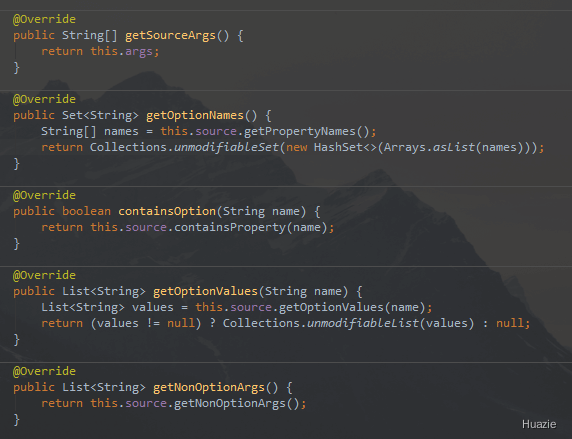 @Override
public String[] getSourceArgs() {
    return this.args;
}
@Override
public Set<String> getOptionNames() {
    String[] names = this.source.getPropertyNames();
    return Collections.unmodifiableSet(new HashSet<>(Arrays.asList(names)));
}
@Override
public boolean containsOption(String name) {
    return this.source.containsProperty(name);
}
@Override
public List<String> getOptionValues(String name) {
    List<String> values = this.source.getOptionValues(name);
    return (values != null) ? Collections.unmodifiableList(values) : null;
}
@Override
public List<String> getNonOptionArgs() {
    return this.source.getNonOptionArgs();
}
Huazie